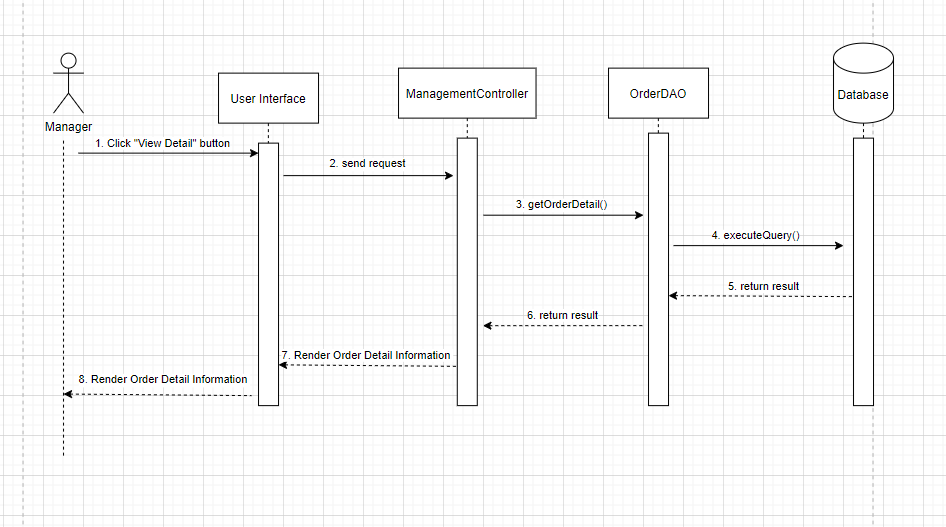 User Interface
ManagementController
OrderDAO
Database
Manager
1. Click "View Detail" button
2. send request
3. getOrderDetail()
4. executeQuery()
5. return result
6. return result
7. Render Order Detail Information
8. Render Order Detail Information